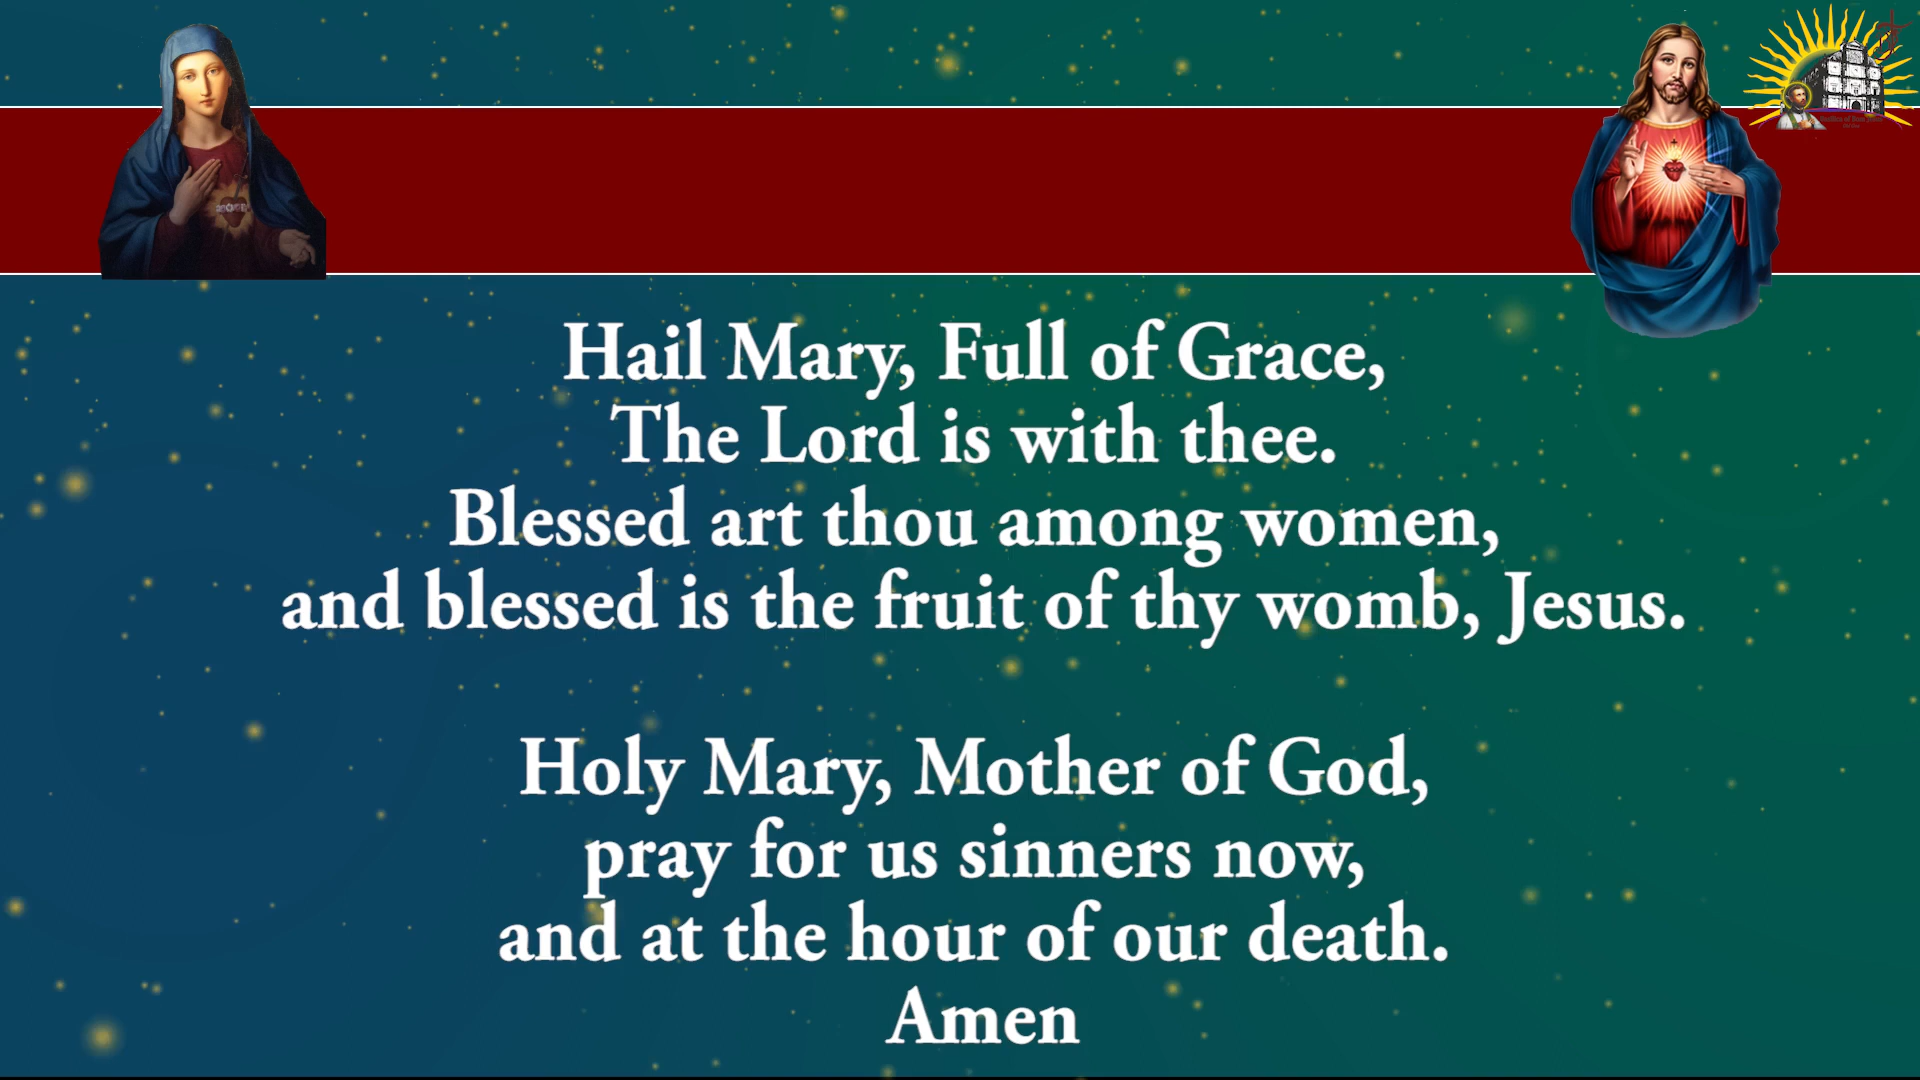 Hail Mary, Full of Grace,
The Lord is with thee.
Blessed art thou among women,
and blessed is the fruit of thy womb, Jesus.
Holy Mary, Mother of God,
pray for us sinners now,
and at the hour of our death.
Amen